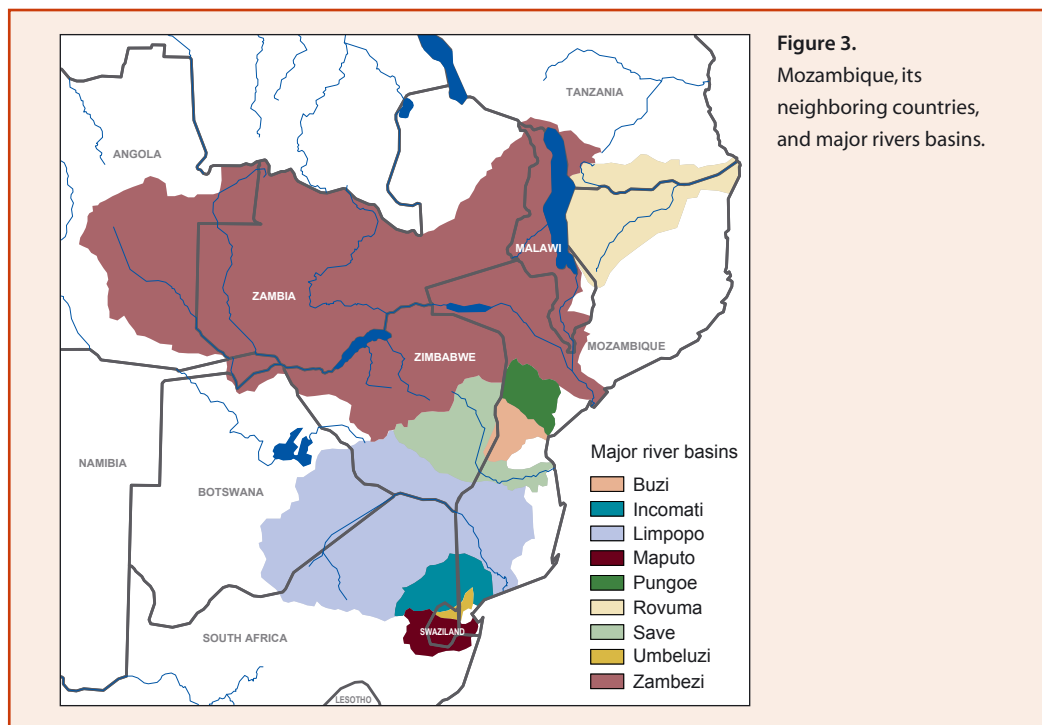 Figure 3.
Mozambique, its
neighboring countries,
and major rivers basins.
TANZANIA
ANGOLA
MALAWI
ZAMBIA
MOZAMBIQUE
ZIMBABWE
NAMIBIA
BOTSWANA
SOUTH AFRICA
SWAZILAND
LESOTHO
Major river basins
Buzi
Incomati
Limpopo
Maputo
Pungoe
Rovuma
Save
Umbeluzi
Zambezi